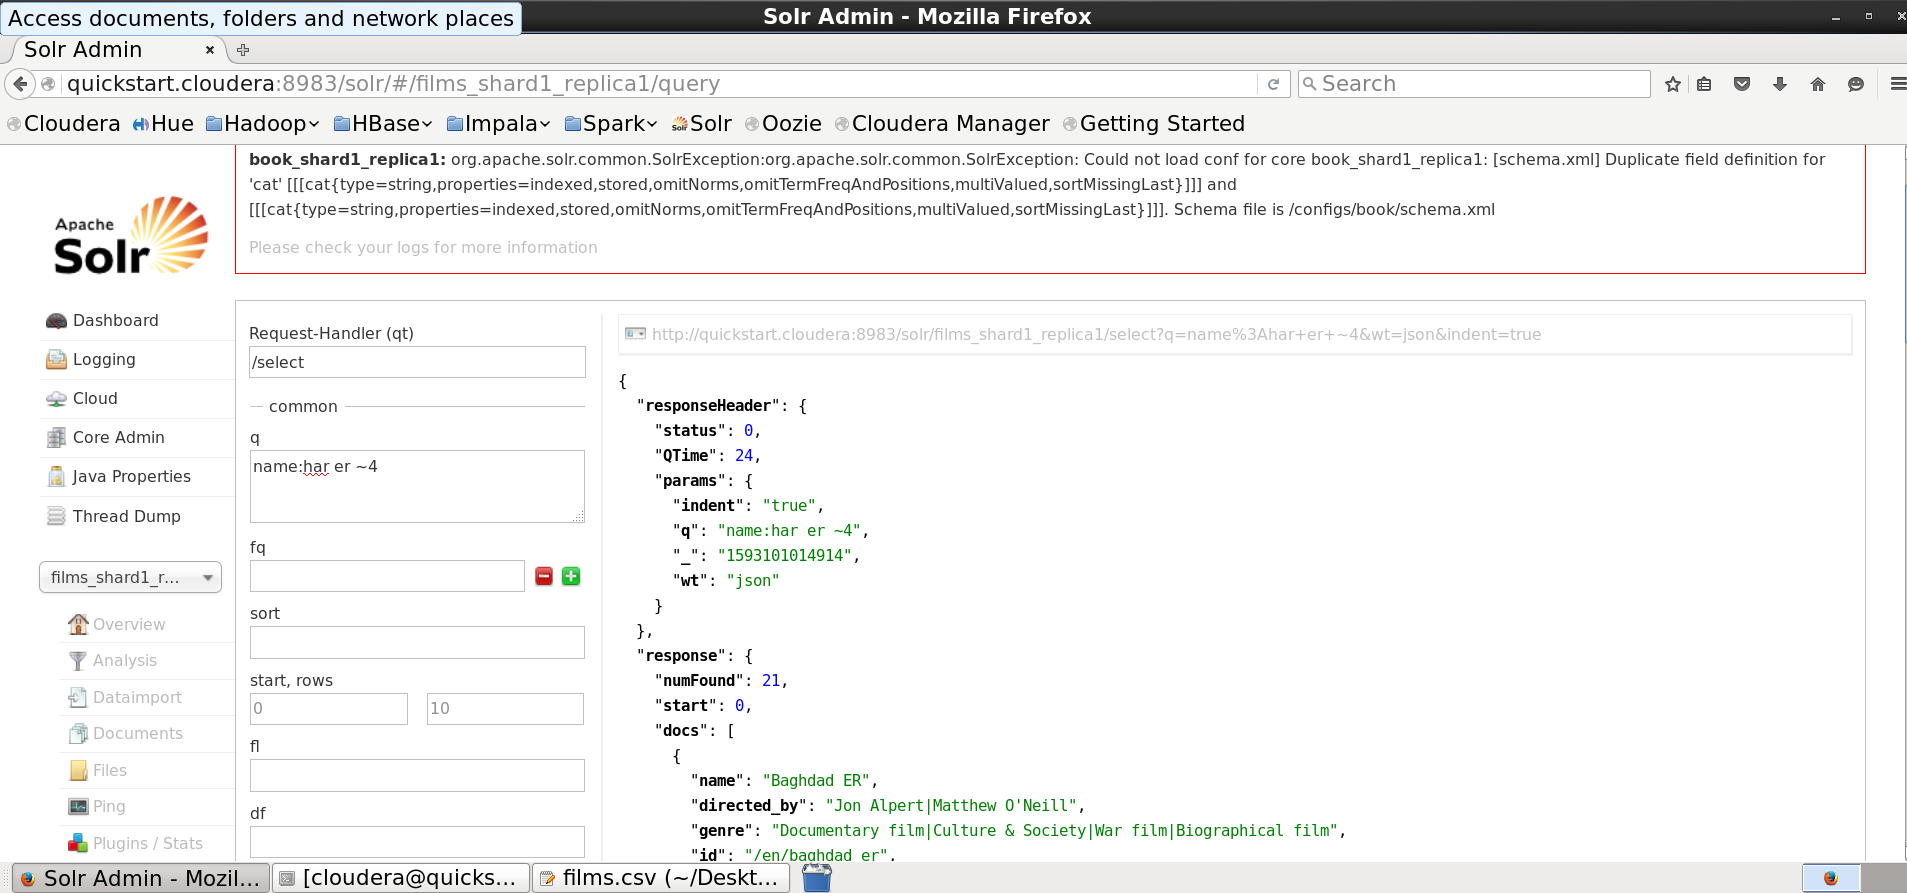 Access documents, folders and network places
Solr Admin - Mozilla Firefox
Solr Admin
quickstart.cloudera:8983/solr/#/films_shard1_replica1/query
Search
Cloudera Hue Hadoop HBase Impala Spark Solr Oozie Cloudera Manager Getting Started
book_shard1_replica1: org.apache.solr.common.SolrException:org.apache.solr.common.SolrException: Could not load conf for core book_shard1_replica1: [schema.xml] Duplicate field definition for
'cat' [[[cat{type=string,properties=indexed,stored,omitNorms,omitTermFreqAndPositions,multiValued,sortMissingLast}]]] and
[[[cat{type=string,properties=indexed,stored,omitNorms,omitTermFreqAndPositions,multiValued,sortMissingLast}]]]. Schema file is /configs/book/schema.xml
Please check your logs for more information
Apache
Solr
Dashboard
Logging
Cloud
Core Admin
Java Properties
Thread Dump
films_shard1_r...
Overview
Analysis
Dataimport
Documents
Files
Ping
Plugins / Stats
Request-Handler (qt)
/select
common
q
name:har er ~4
fq
sort
start, rows
0 10
fl
df
http://quickstart.cloudera:8983/solr/films_shard1_replica1/select?q=name%3Ahar+er+~4&wt=json&indent=true
{
"responseHeader": {
"status": 0,
"QTime": 24,
"params": {
"indent": "true",
"q": "name:har er ~4",
"_": "1593101014914",
"wt": "json"
}
},
"response": {
"numFound": 21,
"start": 0,
"docs": [
{
"name": "Baghdad ER",
"directed_by": "Jon Alpert|Matthew O'Neill",
"genre": "Documentary film|Culture & Society|War film|Biographical film",
"id": "/en/baghdad_er",
Solr Admin - Mozil...
[cloudera@quicks...
films.csv (~/Deskt...